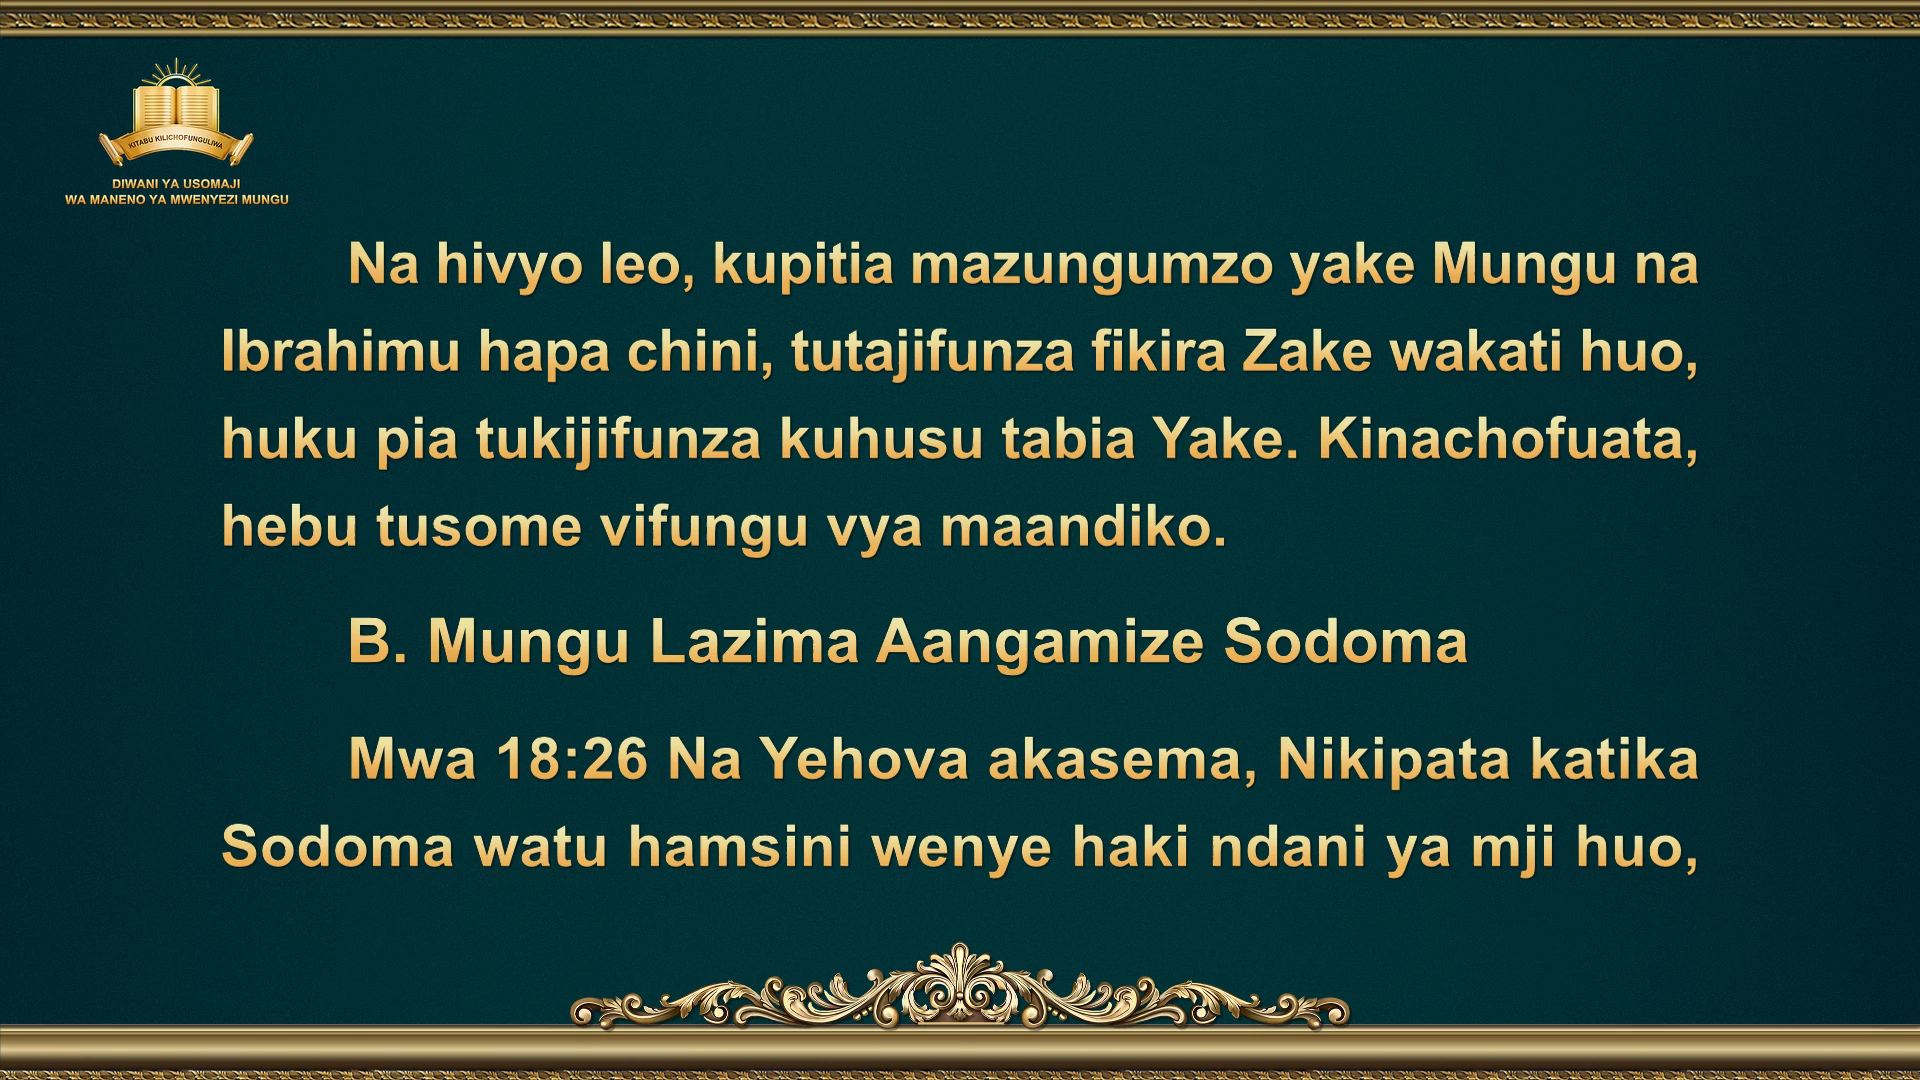 KITABU KILICHOFUNGULIWA
DIWANI YA USOMAJI
WA MANENO YA MWENYEZI MUNGU
Na hivyo leo, kupitia mazungumzo yake Mungu na
Ibrahimu hapa chini, tutajifunza fikira Zake wakati huo,
huku pia tukijifunza kuhusu tabia Yake. Kinachofuata,
hebu tusome vifungu vya maandiko.
B. Mungu Lazima Aangamize Sodoma
Mwa 18:26 Na Yehova akasema, Nikipata katika
Sodoma watu hamsini wenye haki ndani ya mji huo,